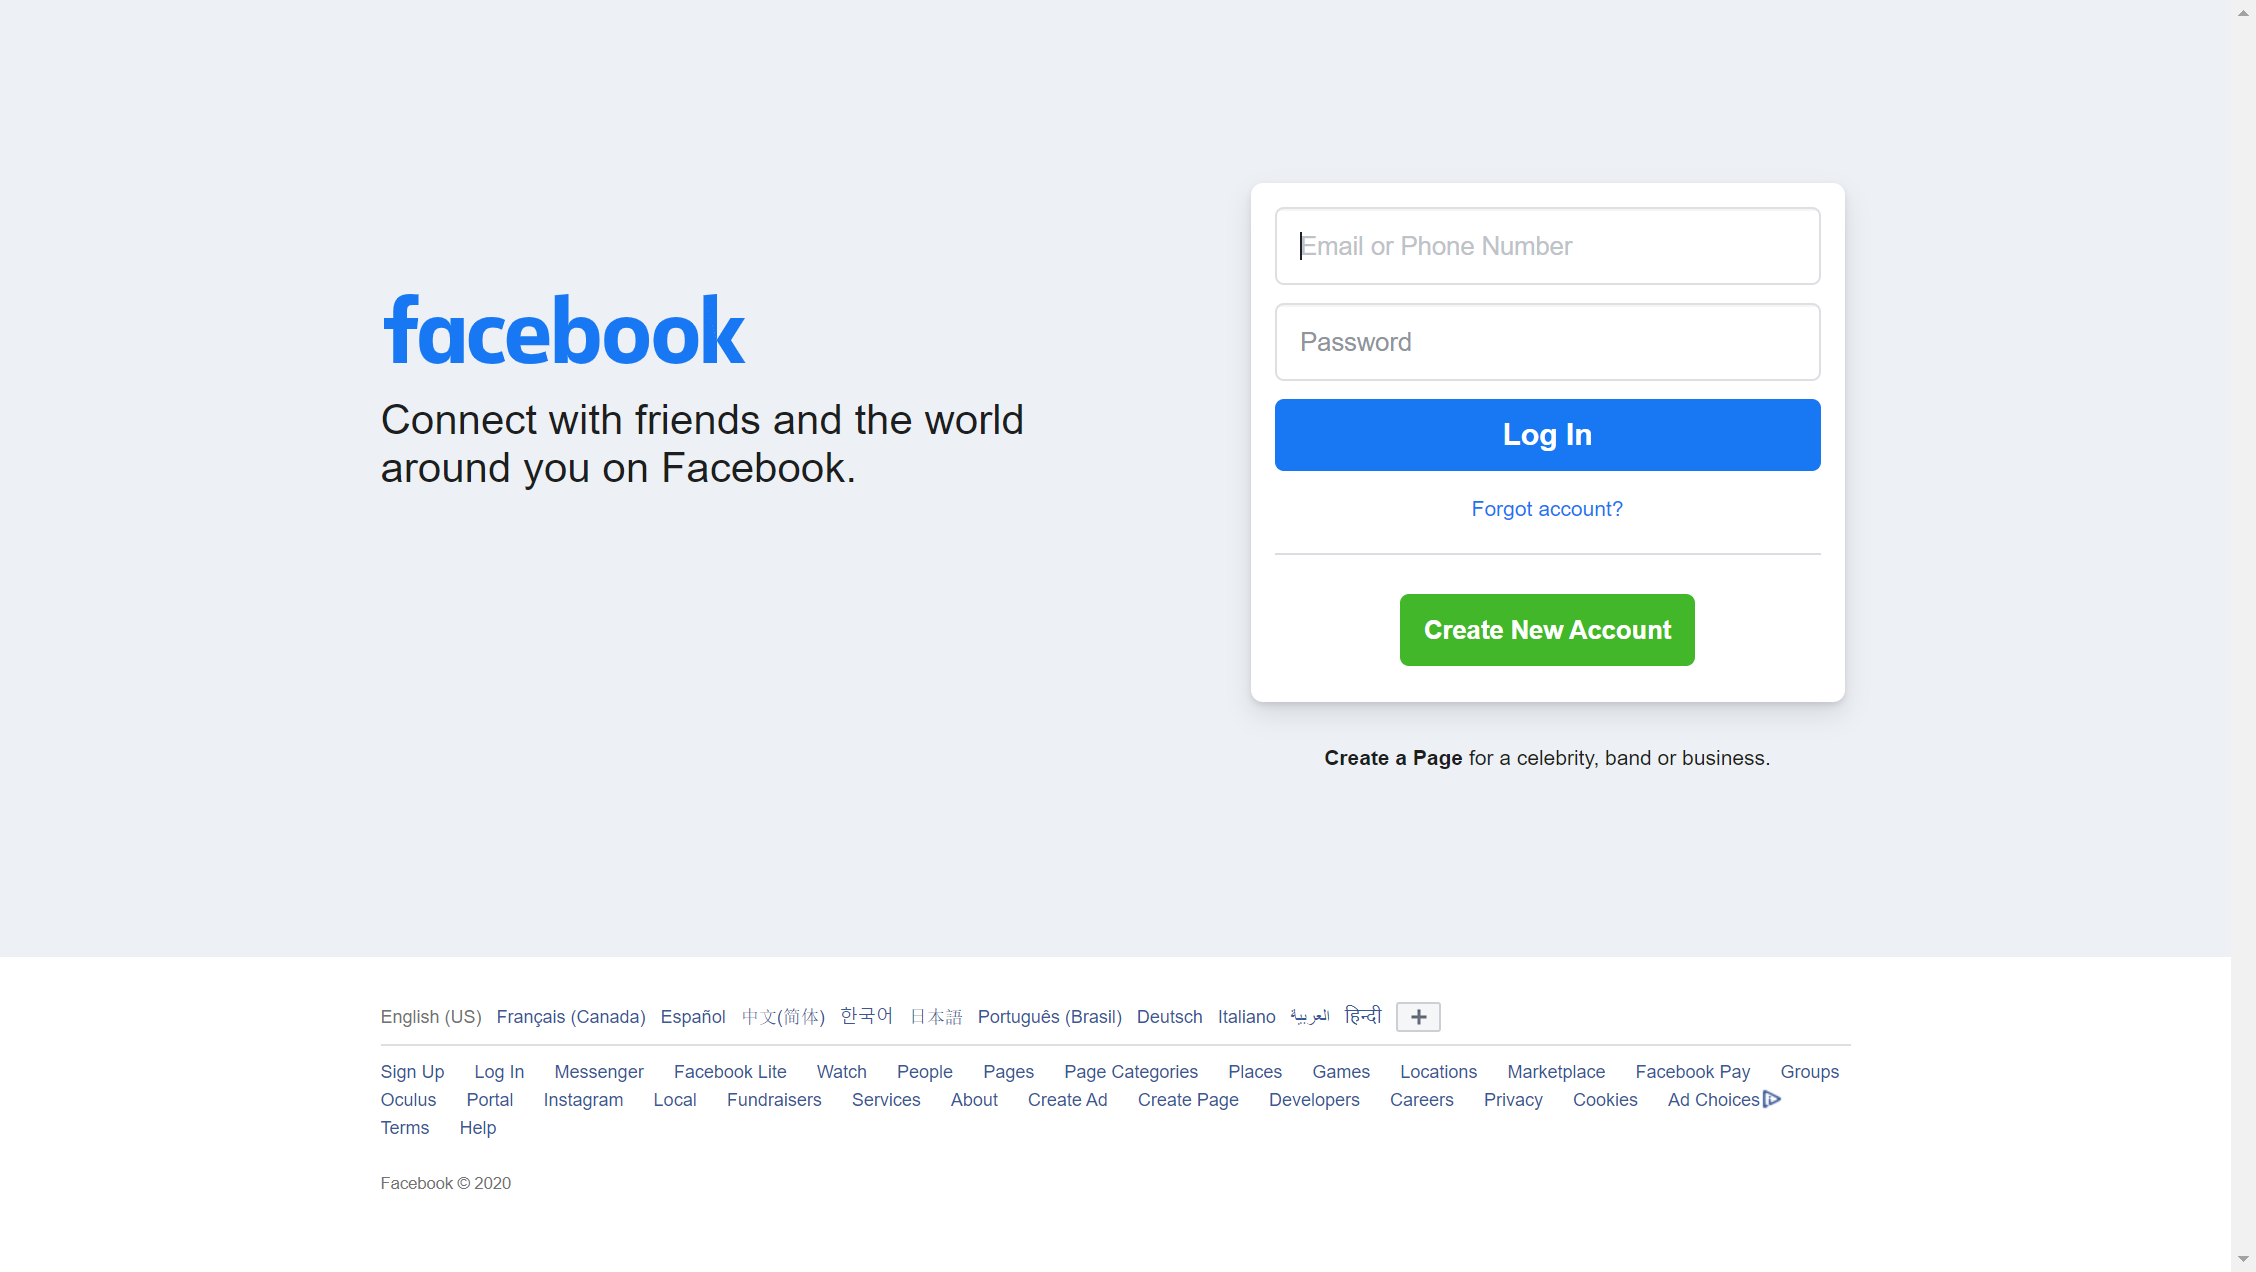 facebook
Connect with friends and the world
around you on Facebook.
Email or Phone Number
Password
Log In
Forgot account?
Create New Account
Create a Page for a celebrity, band or business.
English (US) Français (Canada) Español 中文(简体) 한국어 日本語 Português (Brasil) Deutsch Italiano العربية हिन्दी +
Sign Up Log In Messenger Facebook Lite Watch People Pages Page Categories Places Games Locations Marketplace Facebook Pay Groups
Oculus Portal Instagram Local Fundraisers Services About Create Ad Create Page Developers Careers Privacy Cookies Ad Choices
Terms Help
Facebook © 2020